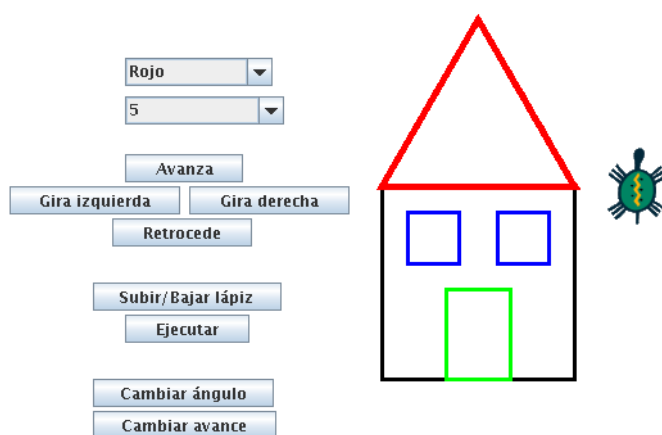 Rojo
5
Avanza
Gira izquierda Gira derecha
Retrocede
Subir/Bajar lápiz
Ejecutar
Cambiar ángulo
Cambiar avance